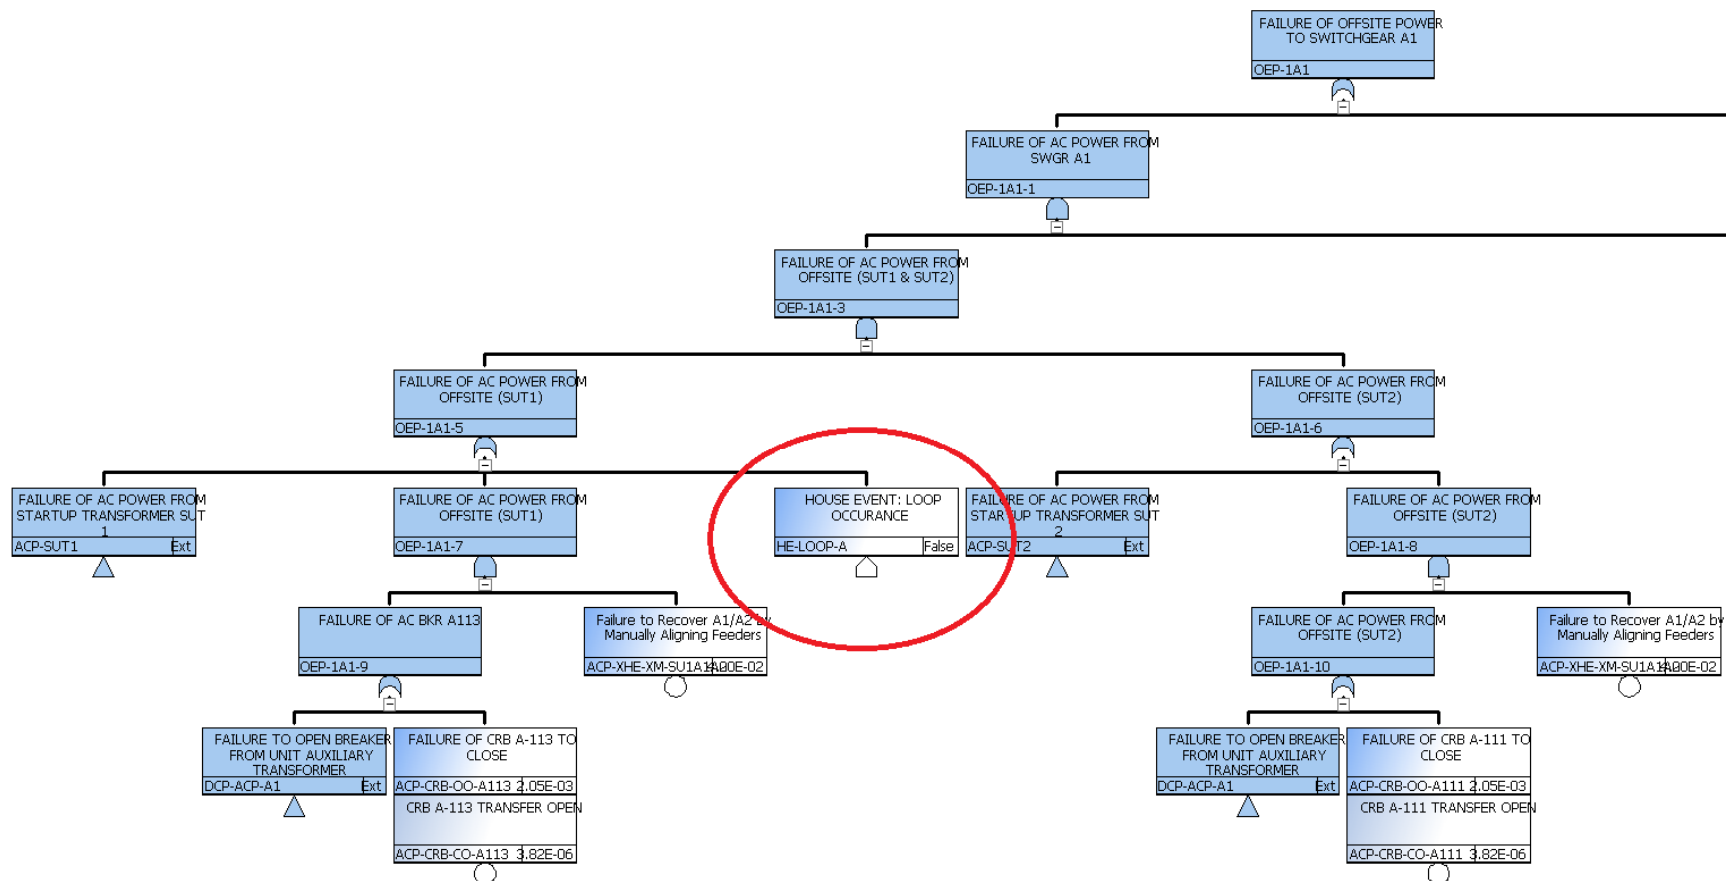 FAILURE OF OFFSITE POWER
TO SWITCHGEAR A1
OEP-1A1
FAILURE OF AC POWER FROM
SWGR A1
OEP-1A1-1
FAILURE OF AC POWER FROM
OFFSITE (SUT1 & SUT2)
OEP-1A1-3
FAILURE OF AC POWER FROM
OFFSITE (SUT1)
OEP-1A1-5
FAILURE OF AC POWER FROM
OFFSITE (SUT2)
OEP-1A1-6
FAILURE OF AC POWER FROM
STARTUP TRANSFORMER SUT
1
ACP-SUT1 Ext
FAILURE OF AC POWER FROM
OFFSITE (SUT1)
OEP-1A1-7
HOUSE EVENT: LOOP
OCCURANCE
HE-LOOP-A False
FAILURE OF AC POWER FROM
STARTUP TRANSFORMER SUT
2
ACP-SUT2 Ext
FAILURE OF AC POWER FROM
OFFSITE (SUT2)
OEP-1A1-8
FAILURE OF AC BKR A113
OEP-1A1-9
Failure to Recover A1/A2 by
Manually Aligning Feeders
ACP-XHE-XM-SU1A1A
FAILURE OF AC POWER FROM
OFFSITE (SUT2)
OEP-1A1-10
Failure to Recover A1/A2 by
Manually Aligning Feeders
ACP-XHE-XM-SU1A1A
FAILURE TO OPEN BREAKER
FROM UNIT AUXILIARY
TRANSFORMER
DCP-ACP-A1 Ext
FAILURE OF CRB A-113 TO
CLOSE
ACP-CRB-OO-A113 2.05E-03
CRB A-113 TRANSFER OPEN
ACP-CRB-CO-A113 3.82E-06
FAILURE TO OPEN BREAKER
FROM UNIT AUXILIARY
TRANSFORMER
DCP-ACP-A1 Ext
FAILURE OF CRB A-111 TO
CLOSE
ACP-CRB-OO-A111 2.05E-03
CRB A-111 TRANSFER OPEN
ACP-CRB-CO-A111 3.82E-06